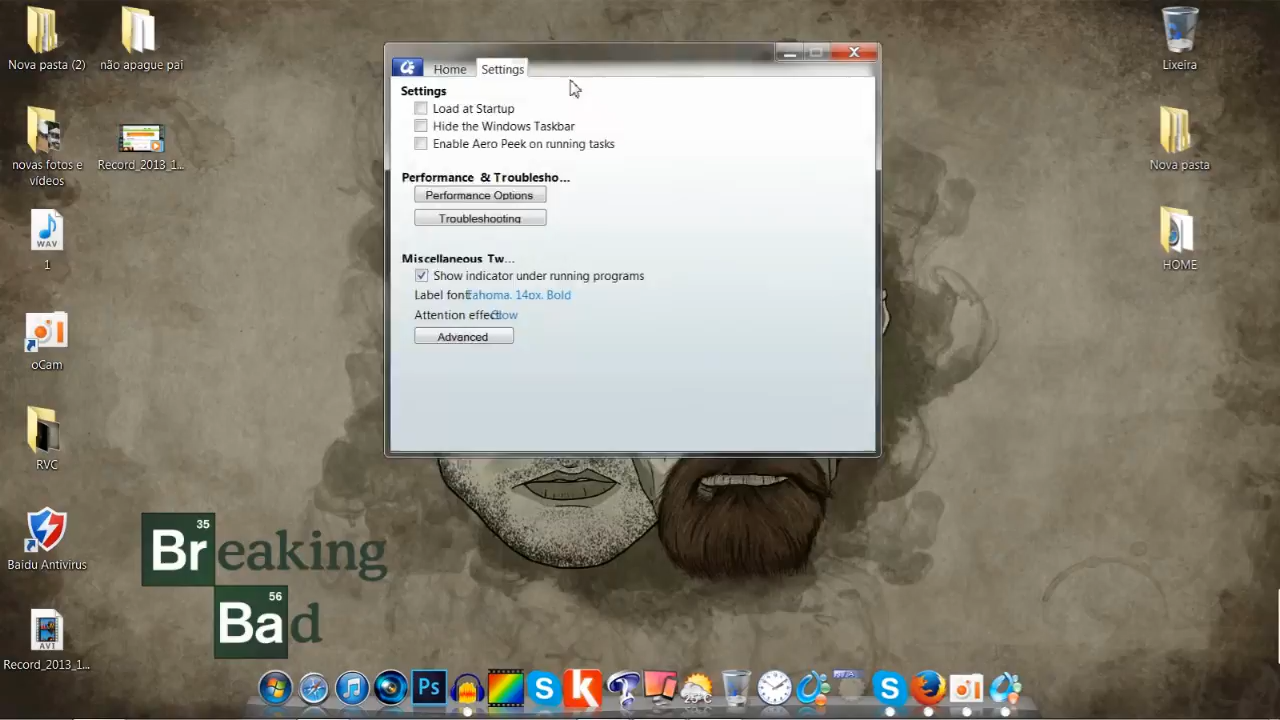 Nova pasta (2)
não apague pai
novas fotos e
vídeos
Record_2013_1...
WAV
1
oCam
RVC
Baidu Antivirus
AVI
Record_2013_1...
Home
Settings
Settings
Load at Startup
Hide the Windows Taskbar
Enable Aero Peek on running tasks
Performance & Troublesho...
Performance Options
Troubleshooting
Miscellaneous Tw...
Show indicator under running programs
Label font Tahoma, 14px, Bold
Attention effect Glow
Advanced
Lixeira
Nova pasta
HOME
35
Breaking
56
Bad
Ps
S
K
25°C
S